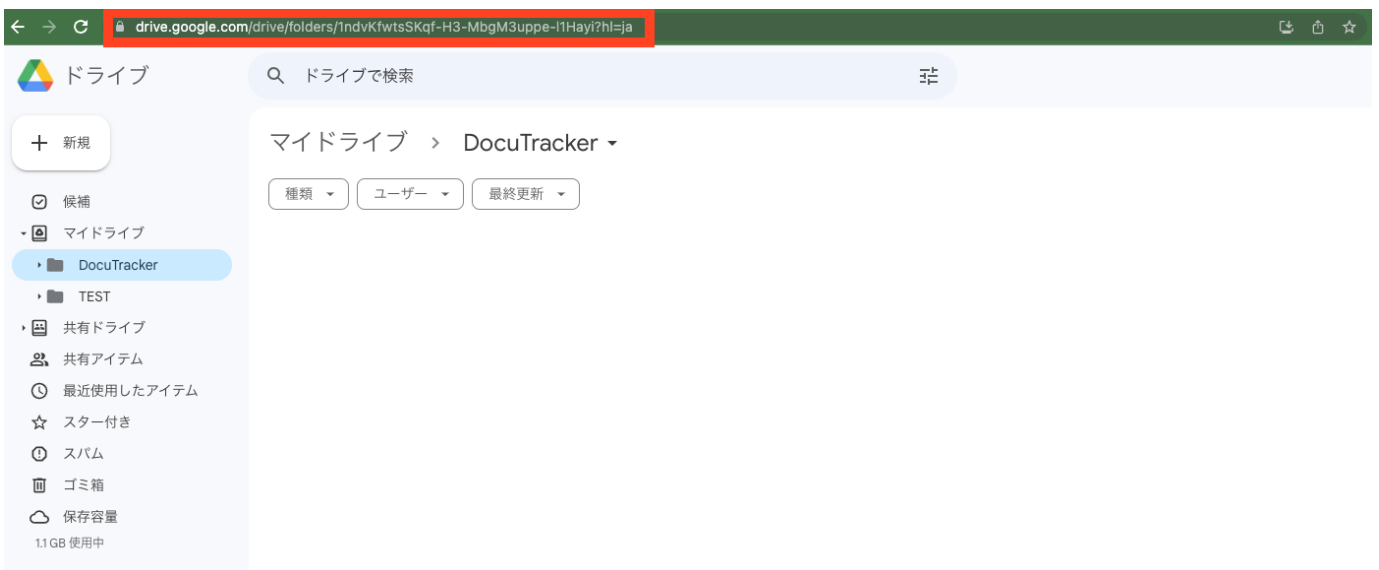 drive.google.com/drive/folders/1ndvKfwtsSKqf-H3-MbgM3uppe-l1Hayi?hl=ja
ドライブ
ドライブで検索
新規
マイドライブ › DocuTracker
種類 ユーザー 最終更新
候補
マイドライブ
DocuTracker
TEST
共有ドライブ
共有アイテム
最近使用したアイテム
スター付き
スパム
ゴミ箱
保存容量
1.1 GB 使用中